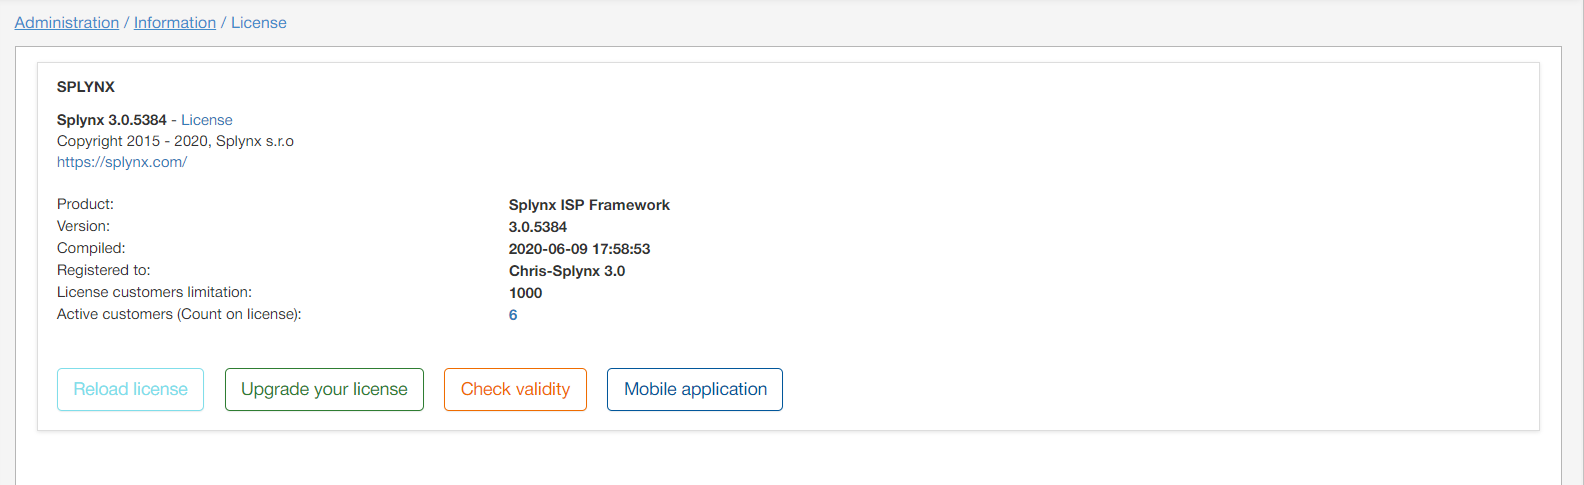 Administration / Information / License
SPLYNX
Splynx 3.0.5384 - License
Copyright 2015 - 2020, Splynx s.r.o
https://splynx.com/
Product: Splynx ISP Framework
Version: 3.0.5384
Compiled: 2020-06-09 17:58:53
Registered to: Chris-Splynx 3.0
License customers limitation: 1000
Active customers (Count on license): 6
Reload license Upgrade your license Check validity Mobile application